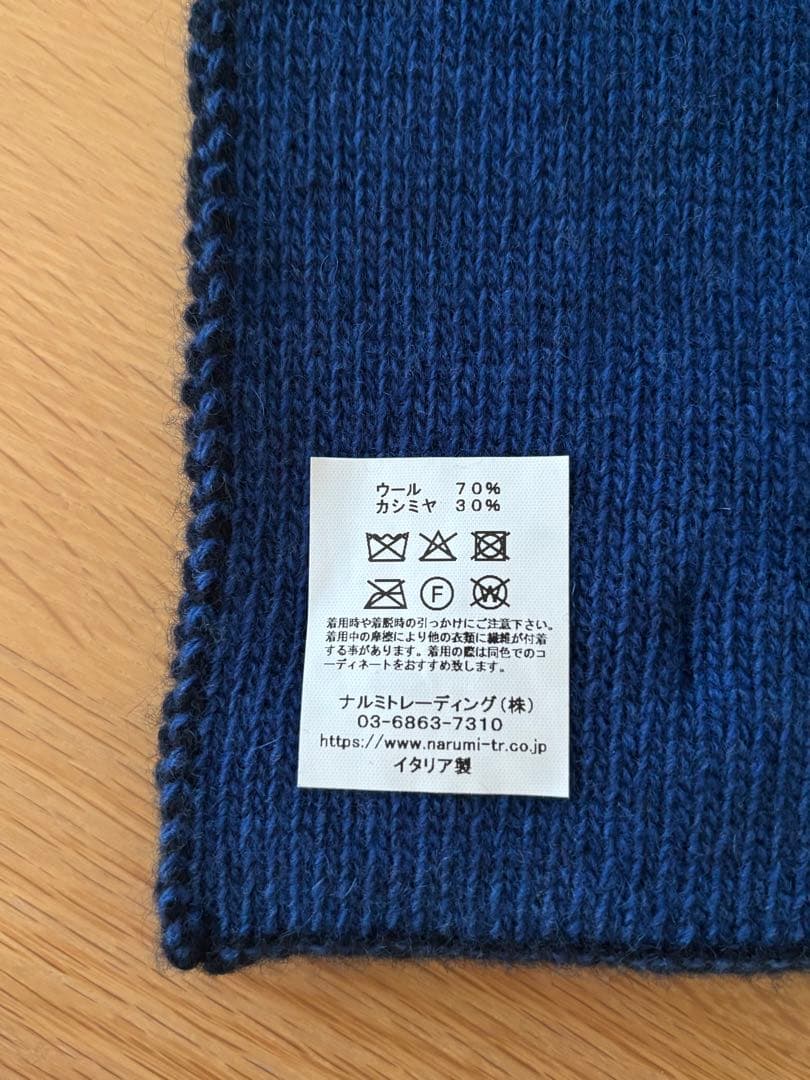 ウール 70%
カシミヤ 30%
F
W
着用時や着脱時の引っかけにご注意下さい。
着用中の摩擦により他の衣類に繊維が付着
する事があります。着用の際は同色でのコ
ーディネートをおすすめ致します。
ナルミトレーディング(株)
03-6863-7310
https://www.narumi-tr.co.jp
イタリア製